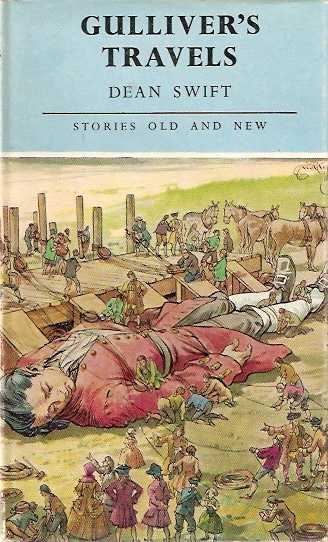 GULLIVER'S
TRAVELS
DEAN SWIFT
STORIES OLD AND NEW